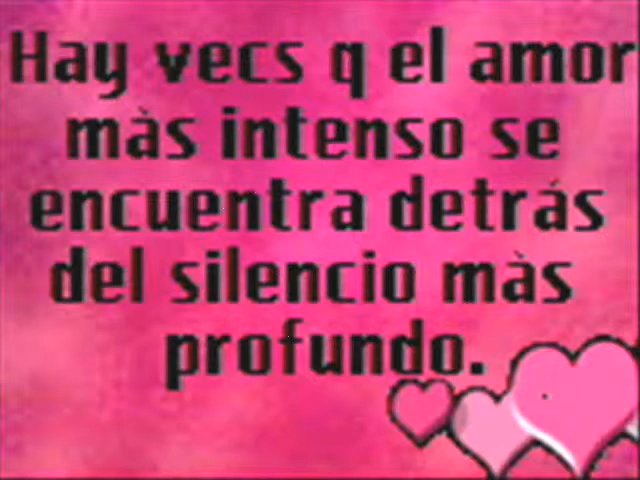 Hay vecs q el amor
màs intenso se
encuentra detrás
del silencio màs
profundo.